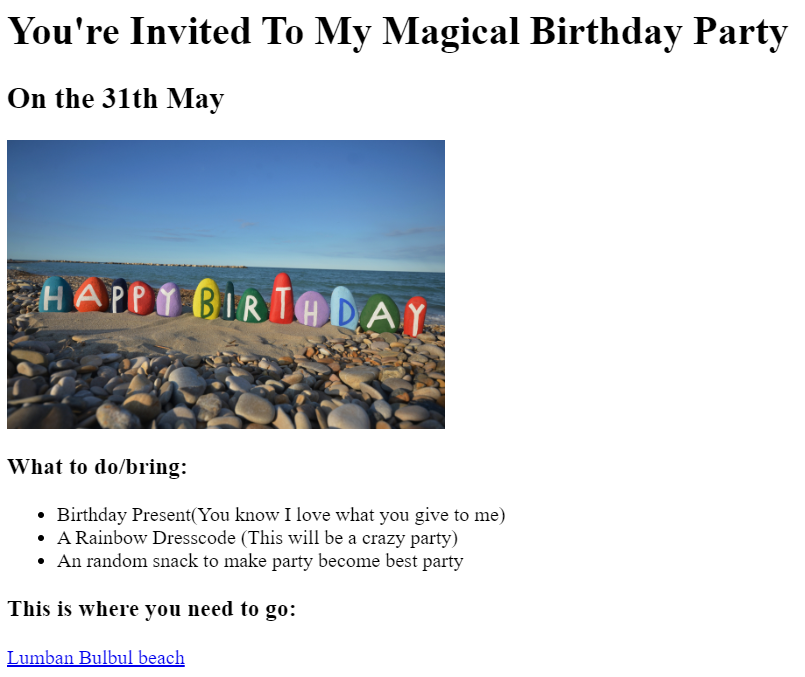 You're Invited To My Magical Birthday Party
On the 31th May
HAPPY BIRTHDAY
What to do/bring:
Birthday Present(You know I love what you give to me)
A Rainbow Dresscode (This will be a crazy party)
An random snack to make party become best party
This is where you need to go:
Lumban Bulbul beach